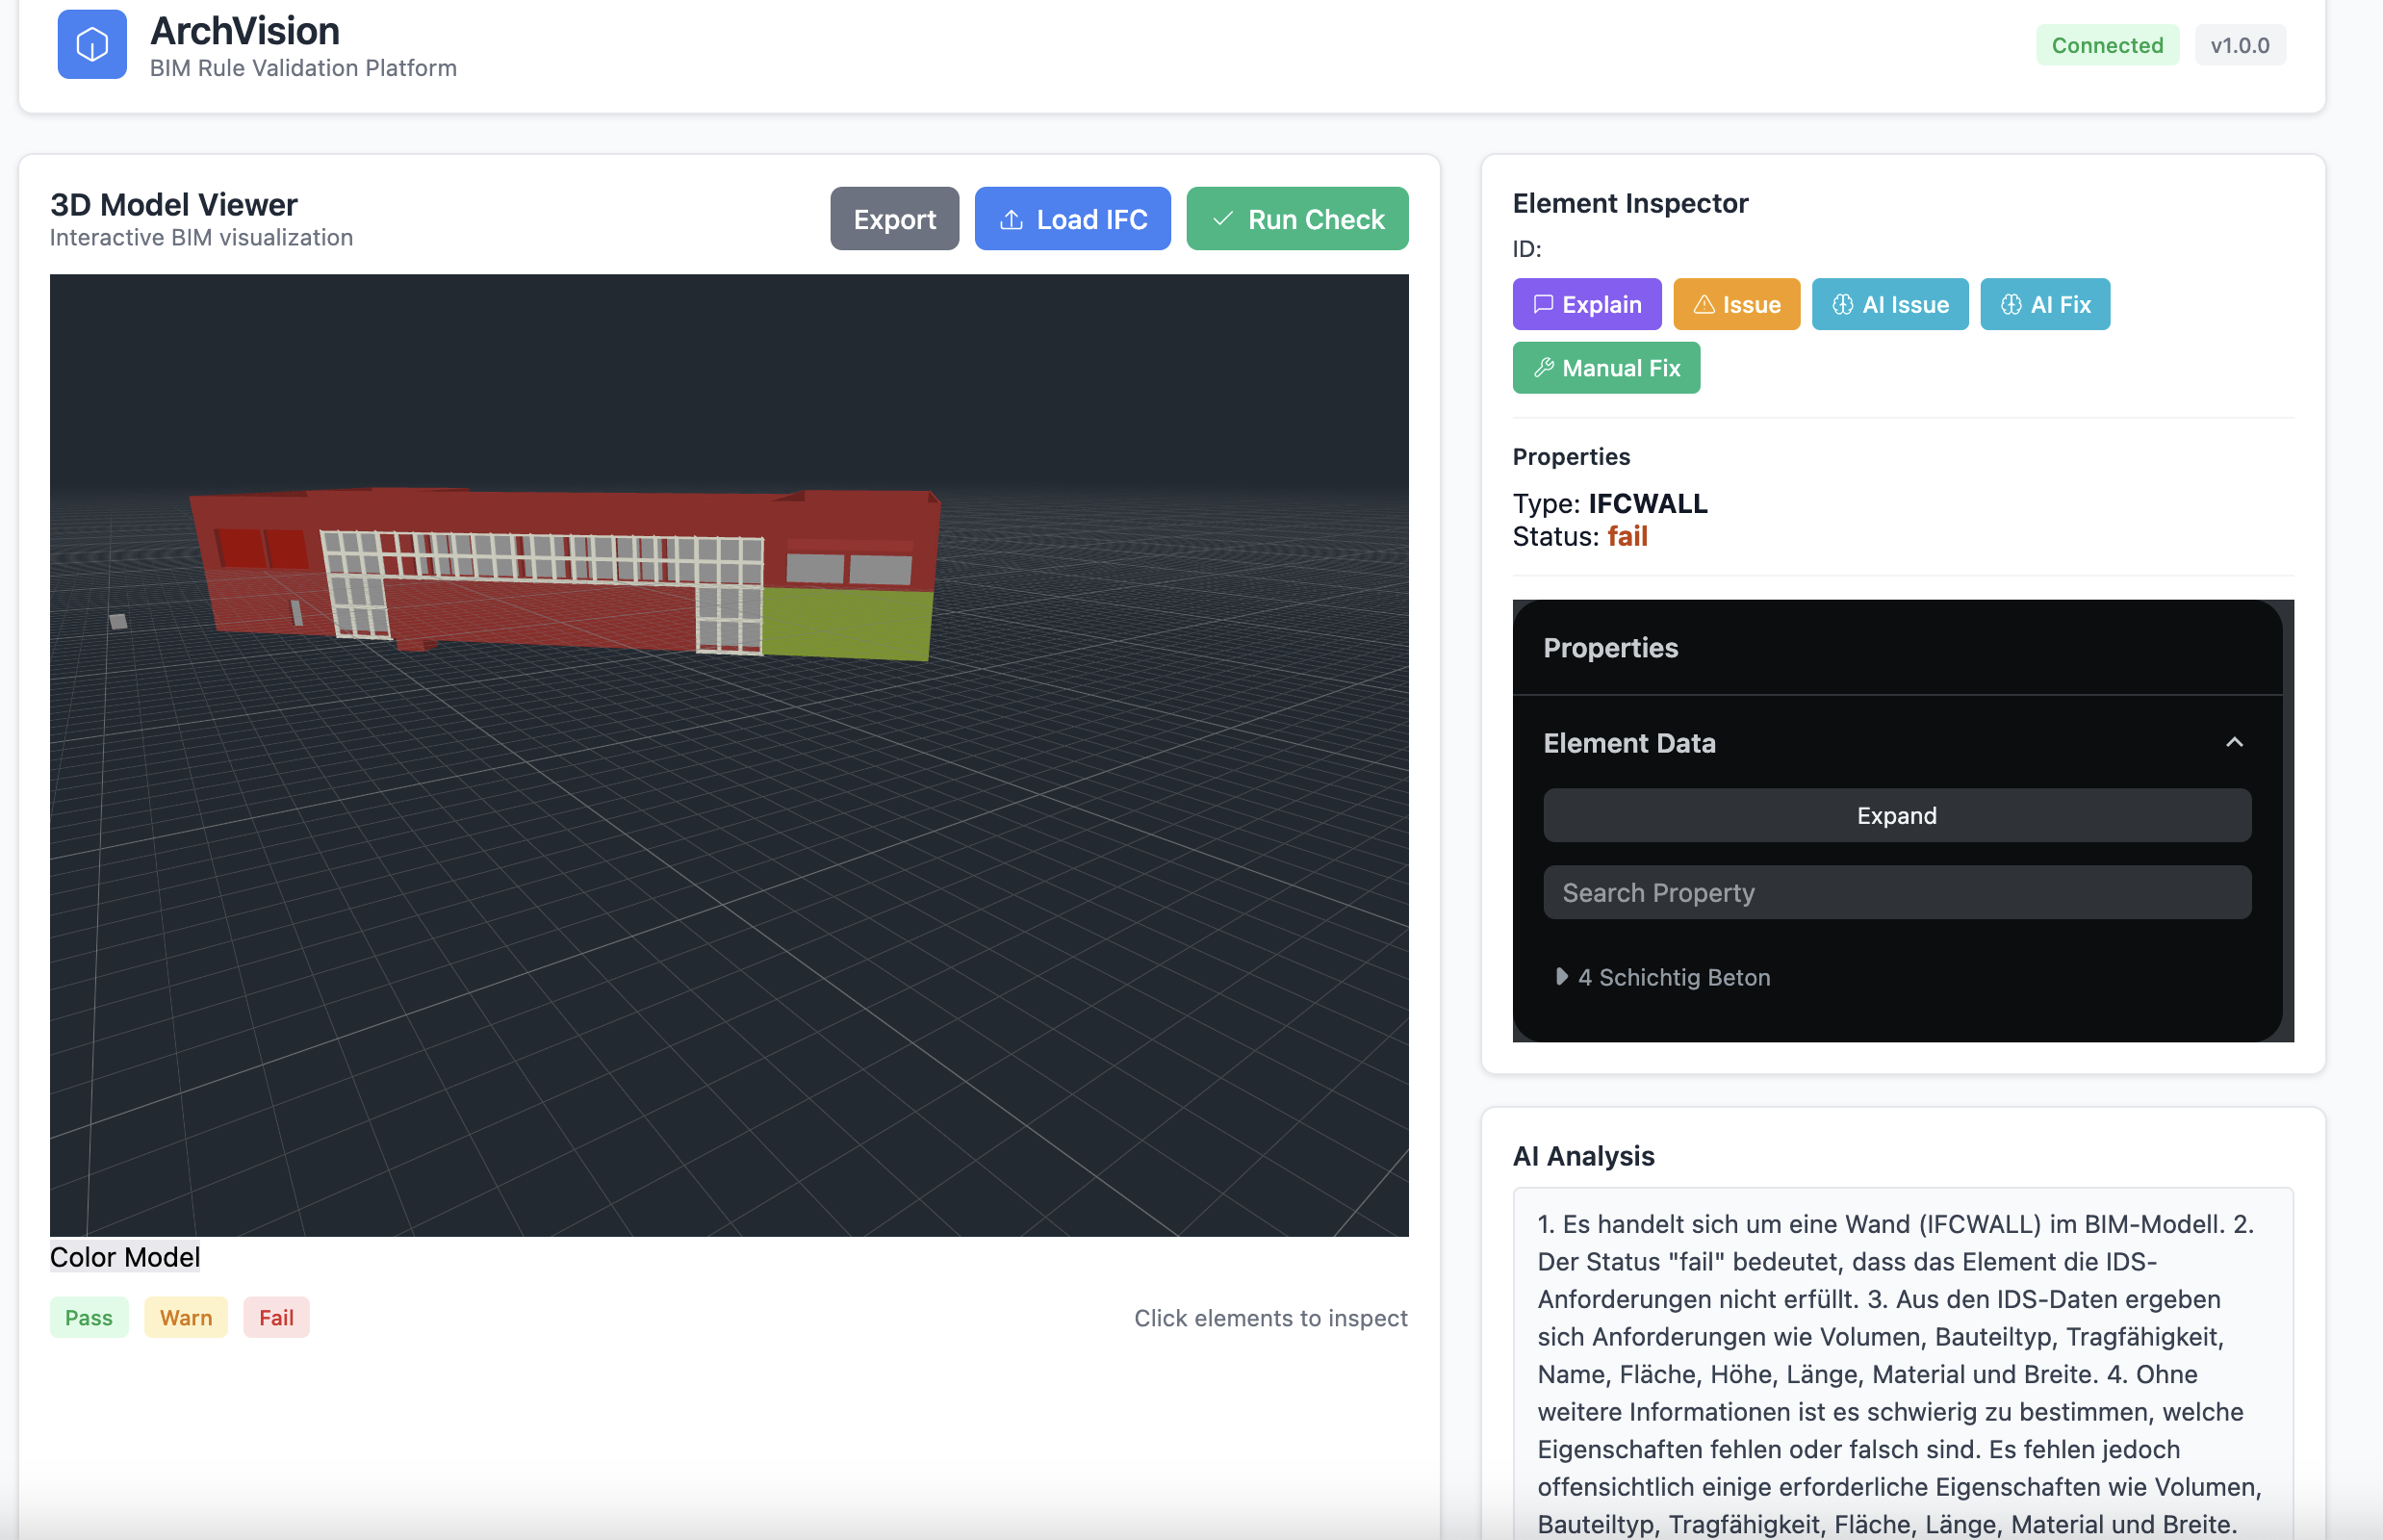 ArchVision
BIM Rule Validation Platform
Connected
v1.0.0
3D Model Viewer
Interactive BIM visualization
Export
Load IFC
Run Check
Color Model
Pass
Warn
Fail
Click elements to inspect
Element Inspector
ID:
Explain
Issue
AI Issue
AI Fix
Manual Fix
Properties
Type: IFCWALL
Status: fail
Properties
Element Data
Expand
Search Property
4 Schichtig Beton
AI Analysis
1. Es handelt sich um eine Wand (IFCWALL) im BIM-Modell. 2.
Der Status "fail" bedeutet, dass das Element die IDS-
Anforderungen nicht erfüllt. 3. Aus den IDS-Daten ergeben
sich Anforderungen wie Volumen, Bauteiltyp, Tragfähigkeit,
Name, Fläche, Höhe, Länge, Material und Breite. 4. Ohne
weitere Informationen ist es schwierig zu bestimmen, welche
Eigenschaften fehlen oder falsch sind. Es fehlen jedoch
offensichtlich einige erforderliche Eigenschaften wie Volumen,
Bauteiltyp, Tragfähigkeit, Fläche, Länge, Material und Breite.